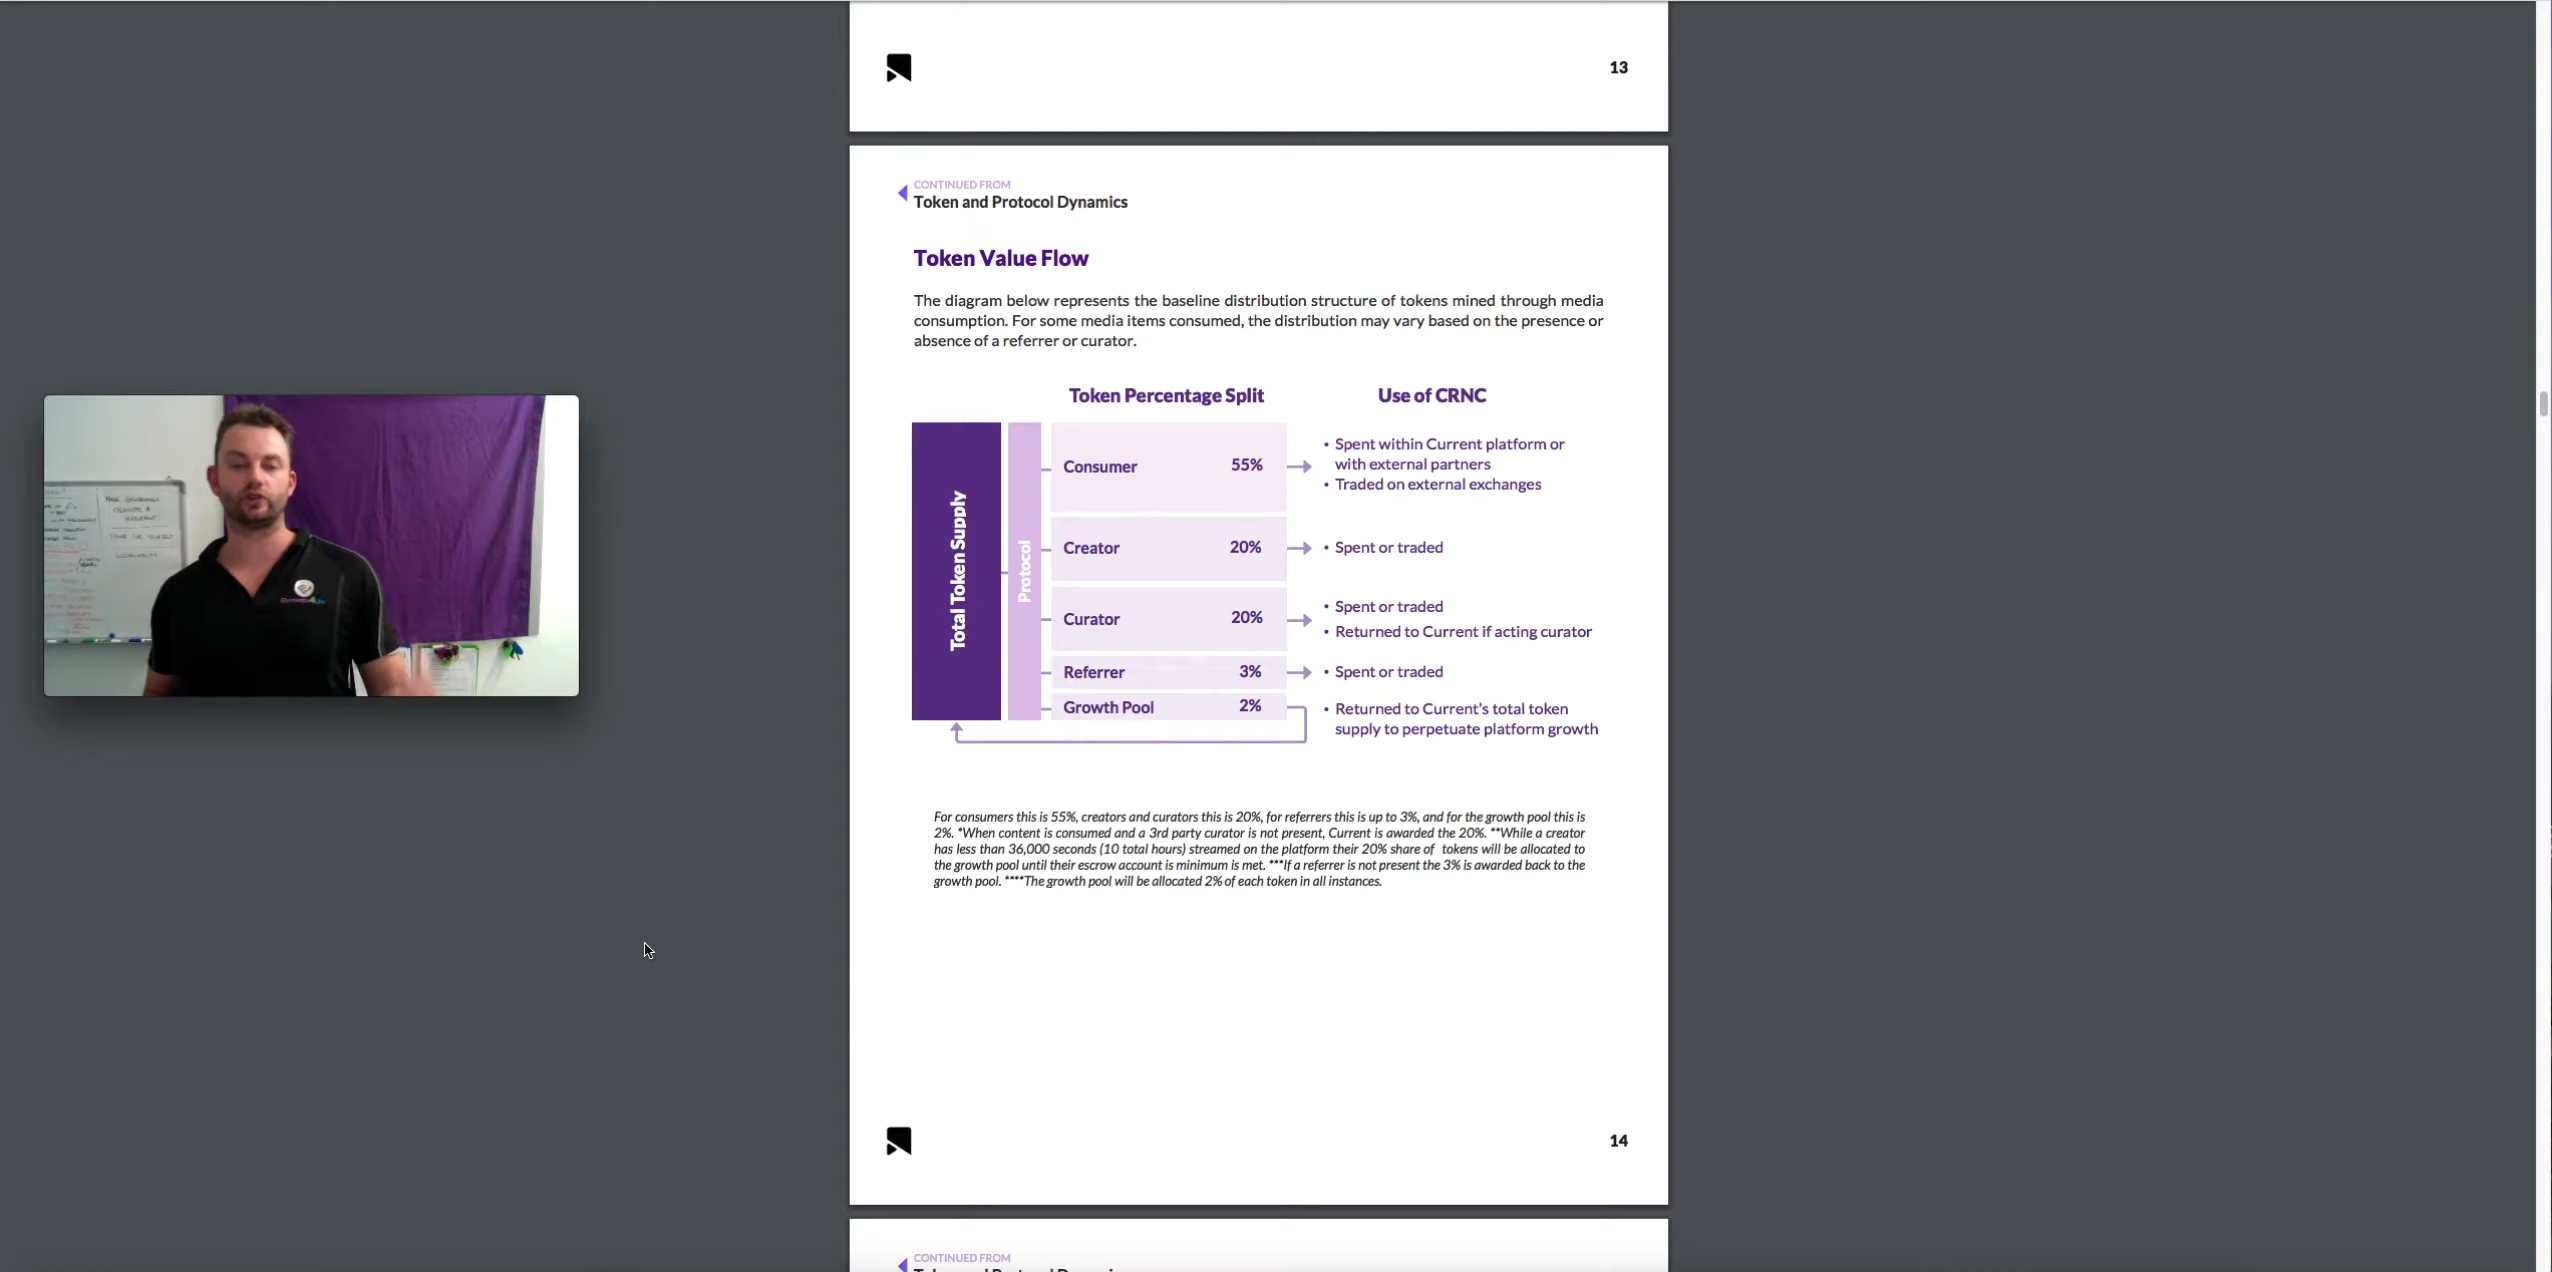 13
CONTINUED FROM
Token and Protocol Dynamics
Token Value Flow
The diagram below represents the baseline distribution structure of tokens mined through media
consumption. For some media items consumed, the distribution may vary based on the presence or
absence of a referrer or curator.
Token Percentage Split
Use of CRNC
Total Token Supply
Protocol
Consumer 55%
• Spent within Current platform or
with external partners
• Traded on external exchanges
Creator 20%
• Spent or traded
Curator 20%
• Spent or traded
• Returned to Current if acting curator
Referrer 3%
• Spent or traded
Growth Pool 2%
• Returned to Current's total token
supply to perpetuate platform growth
For consumers this is 55%, creators and curators this is 20%, for referrers this is up to 3%, and for the growth pool this is
2%. *When content is consumed and a 3rd party curator is not present, Current is awarded the 20%. **While a creator
has less than 36,000 seconds (10 total hours) streamed on the platform their 20% share of tokens will be allocated to
the growth pool until their escrow account is minimum is met. ***If a referrer is not present the 3% is awarded back to the
growth pool. ****The growth pool will be allocated 2% of each token in all instances.
14
CONTINUED FROM